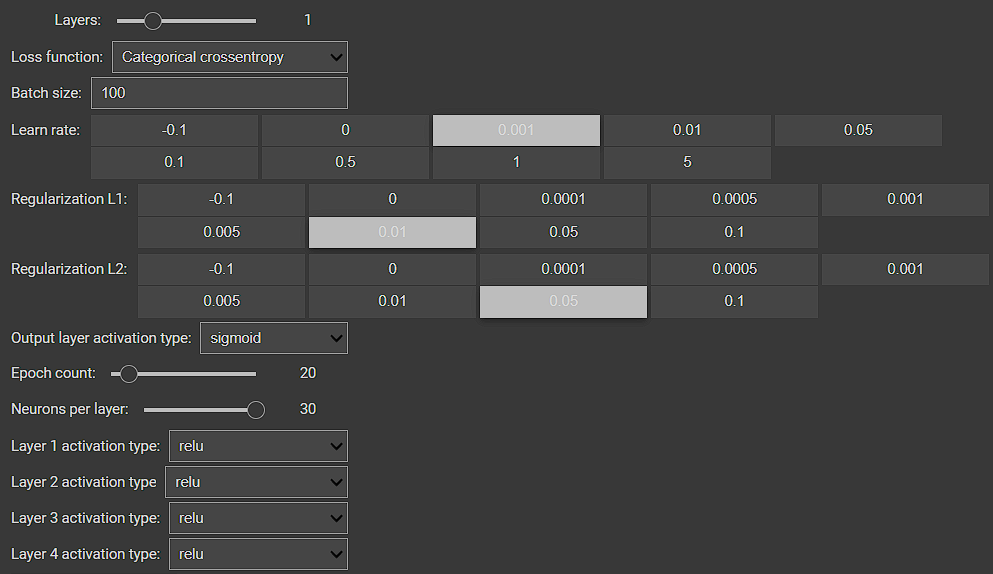 Layers: 1
Loss function: Categorical crossentropy
Batch size: 100
Learn rate: -0.1 0 0.001 0.01 0.05
0.1 0.5 1 5
Regularization L1: -0.1 0 0.0001 0.0005 0.001
0.005 0.01 0.05 0.1
Regularization L2: -0.1 0 0.0001 0.0005 0.001
0.005 0.01 0.05 0.1
Output layer activation type: sigmoid
Epoch count: 20
Neurons per layer: 30
Layer 1 activation type: relu
Layer 2 activation type relu
Layer 3 activation type: relu
Layer 4 activation type: relu